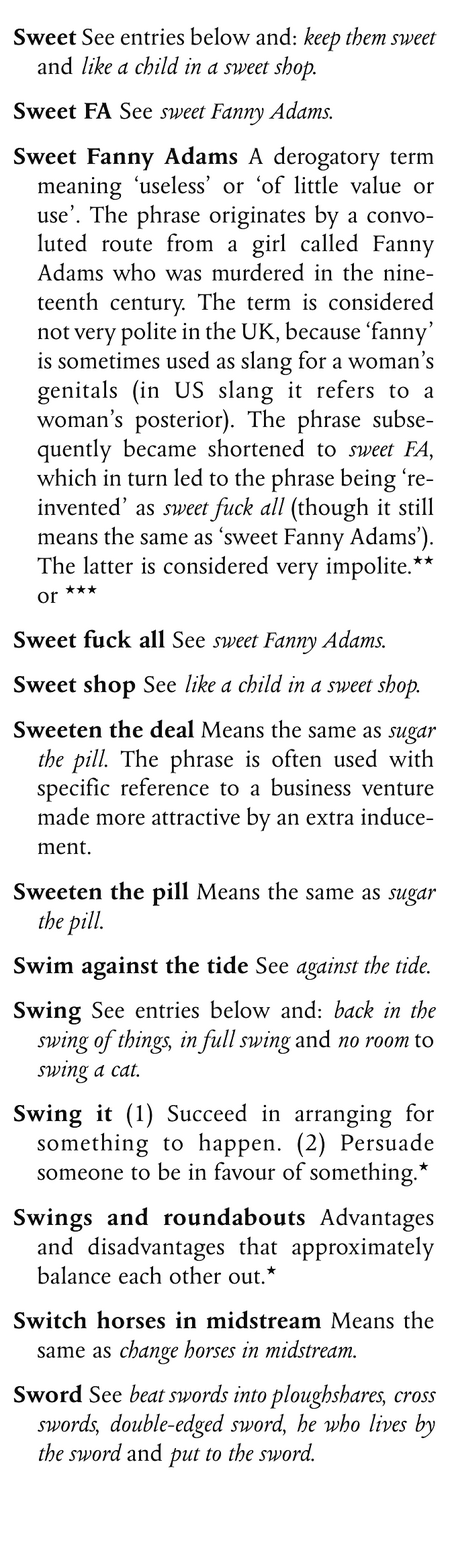 Sweet See entries below and: keep them sweet
and like a child in a sweet shop.
Sweet FA See sweet Fanny Adams.
Sweet Fanny Adams A derogatory term
meaning ‘useless’ or ‘of little value or
use’. The phrase originates by a convo-
luted route from a girl called Fanny
Adams who was murdered in the nine-
teenth century. The term is considered
not very polite in the UK, because ‘fanny’
is sometimes used as slang for a woman’s
genitals (in US slang it refers to a
woman’s posterior). The phrase subse-
quently became shortened to sweet FA,
which in turn led to the phrase being ‘re-
invented’ as sweet fuck all (though it still
means the same as ‘sweet Fanny Adams’).
The latter is considered very impolite.★★
or ★★★
Sweet fuck all See sweet Fanny Adams.
Sweet shop See like a child in a sweet shop.
Sweeten the deal Means the same as sugar
the pill. The phrase is often used with
specific reference to a business venture
made more attractive by an extra induce-
ment.
Sweeten the pill Means the same as sugar
the pill.
Swim against the tide See against the tide.
Swing See entries below and: back in the
swing of things, in full swing and no room to
swing a cat.
Swing it (1) Succeed in arranging for
something to happen. (2) Persuade
someone to be in favour of something.★
Swings and roundabouts Advantages
and disadvantages that approximately
balance each other out.★
Switch horses in midstream Means the
same as change horses in midstream.
Sword See beat swords into ploughshares, cross
swords, double-edged sword, he who lives by
the sword and put to the sword.